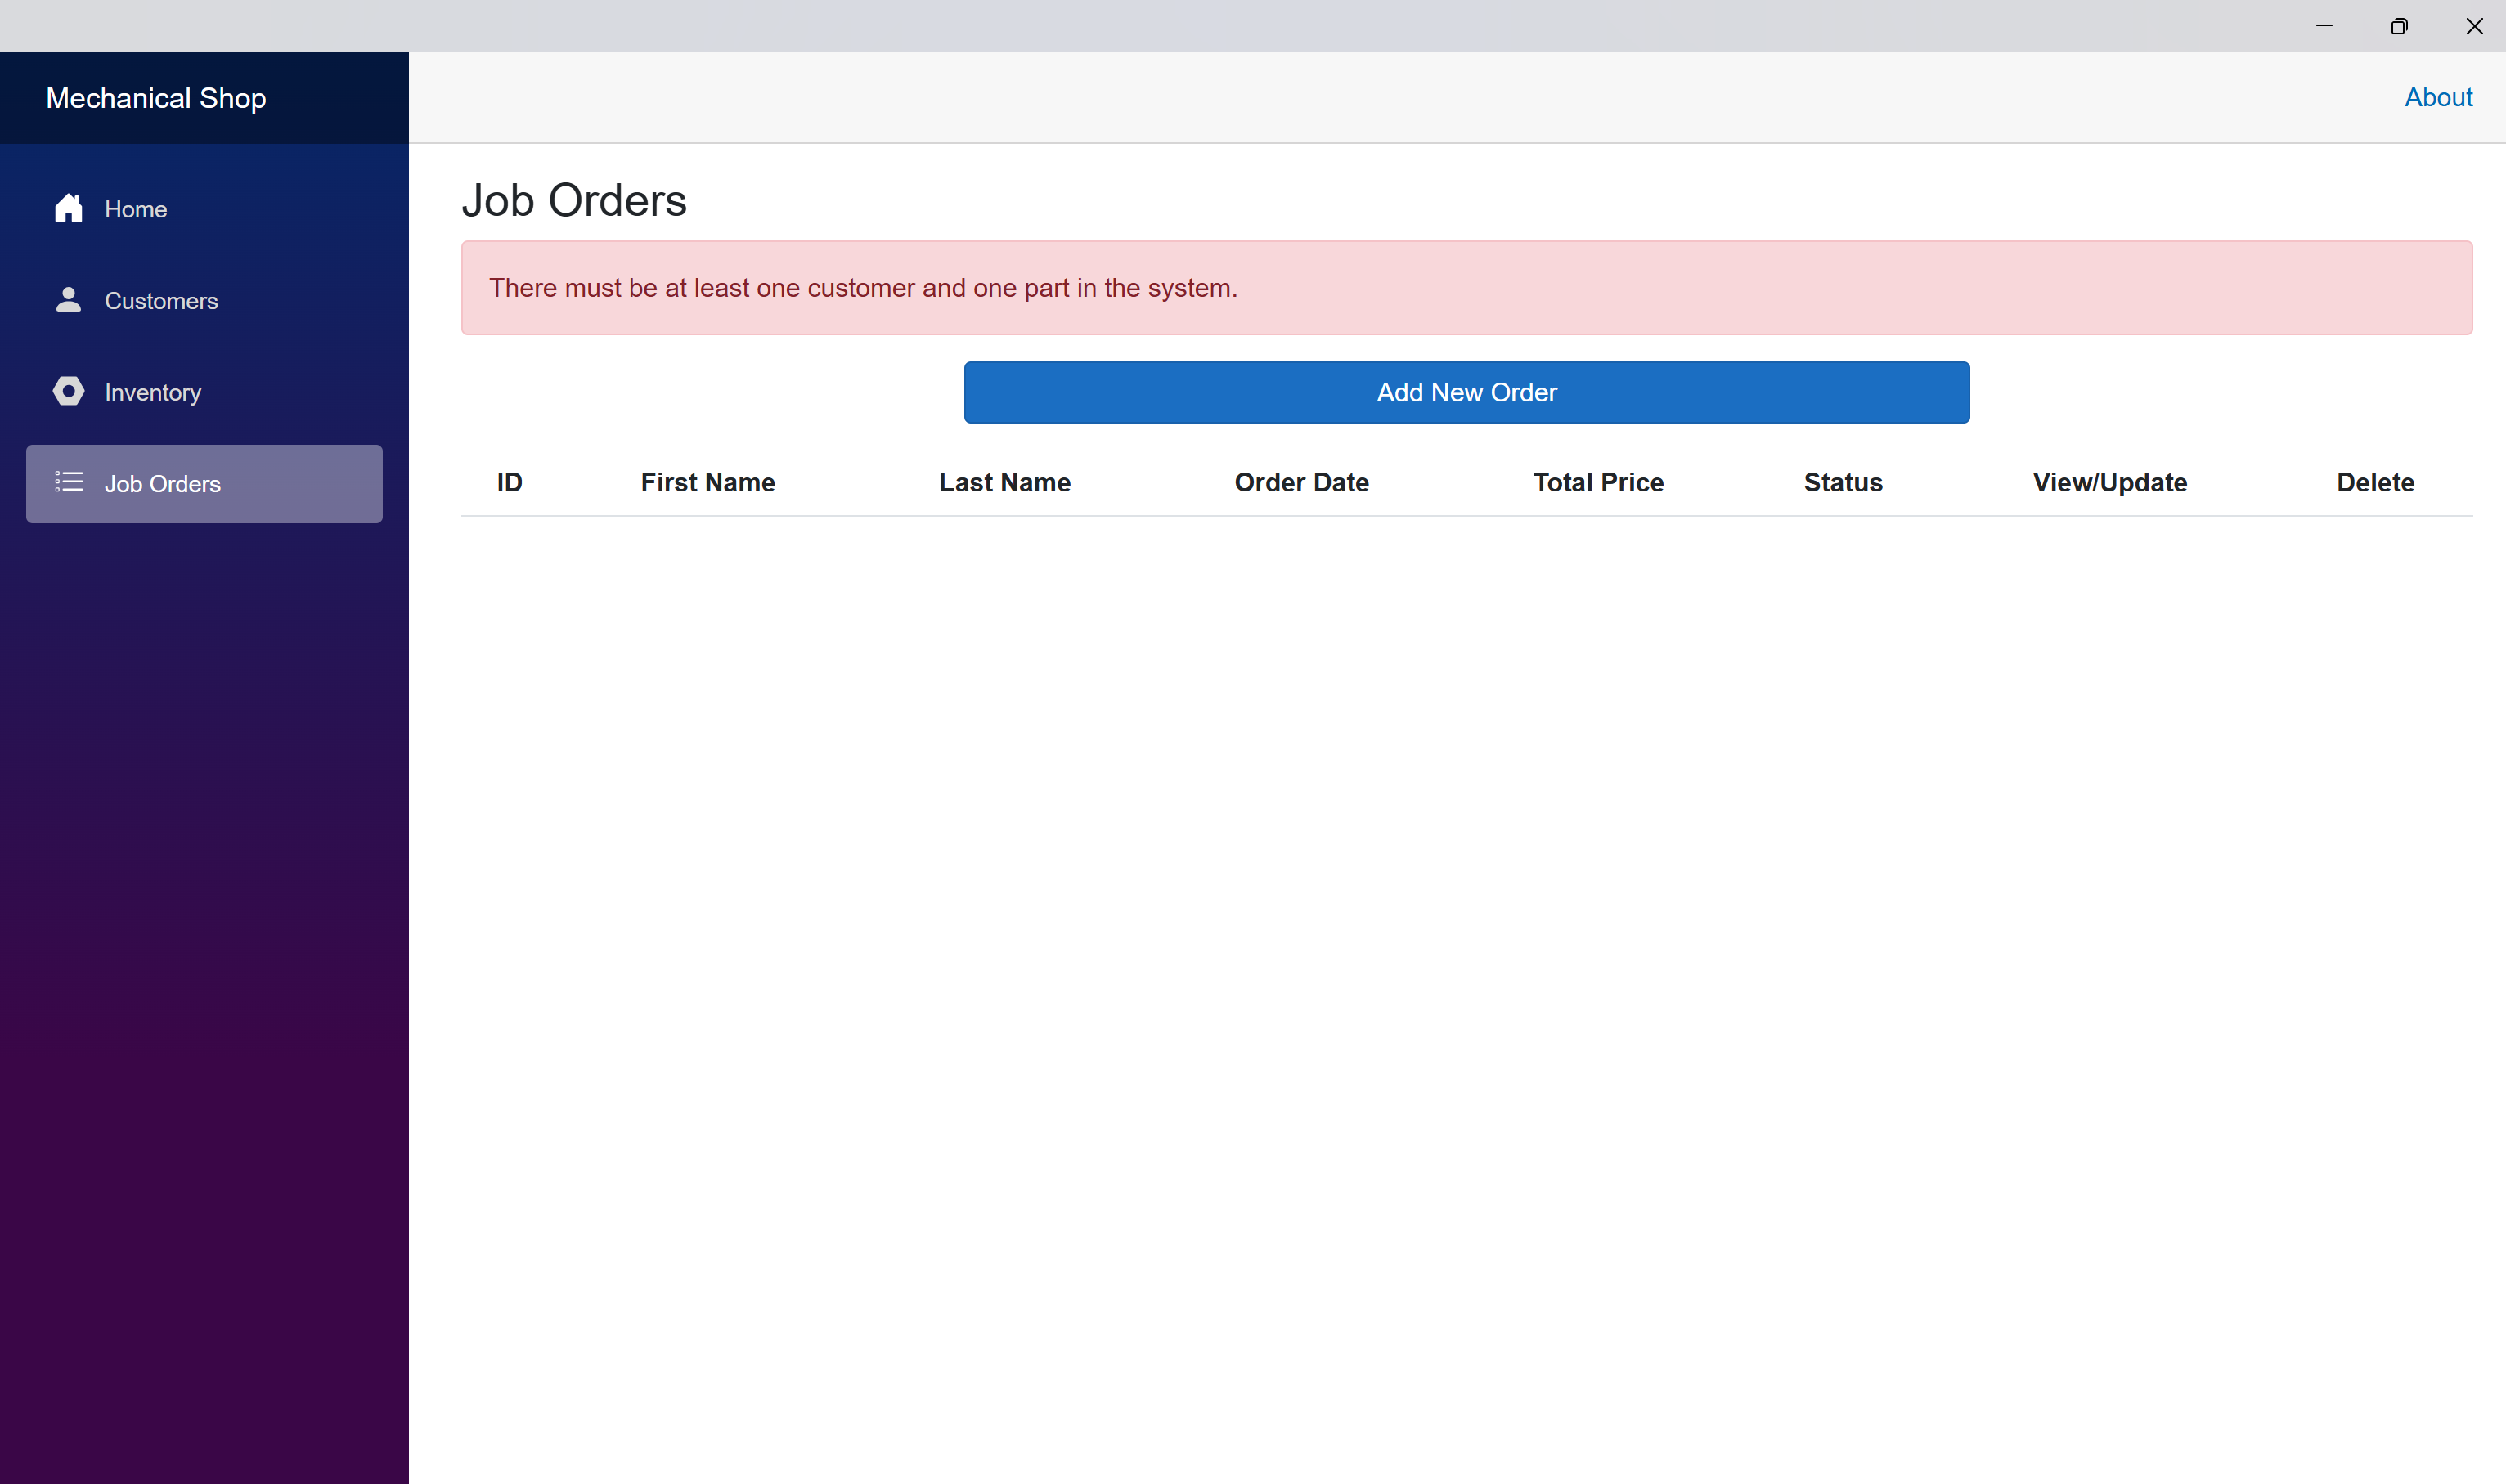 Mechanical Shop
About
Home
Customers
Inventory
Job Orders
Job Orders
There must be at least one customer and one part in the system.
Add New Order
ID First Name Last Name Order Date Total Price Status View/Update Delete